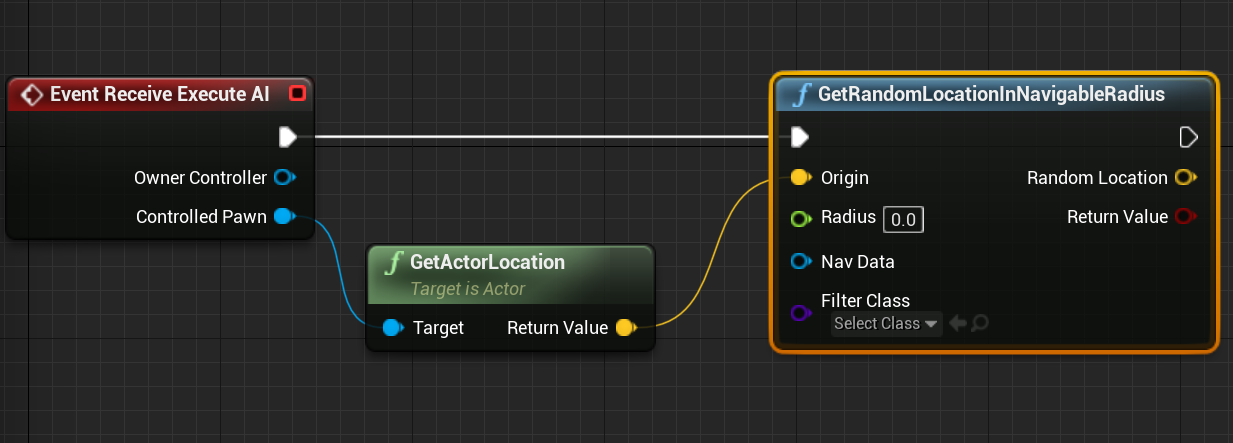 Event Receive Execute AI
Owner Controller
Controlled Pawn
f GetActorLocation
Target is Actor
Target Return Value
f GetRandomLocationInNavigableRadius
Origin Random Location
Radius 0.0 Return Value
Nav Data
Filter Class
Select Class